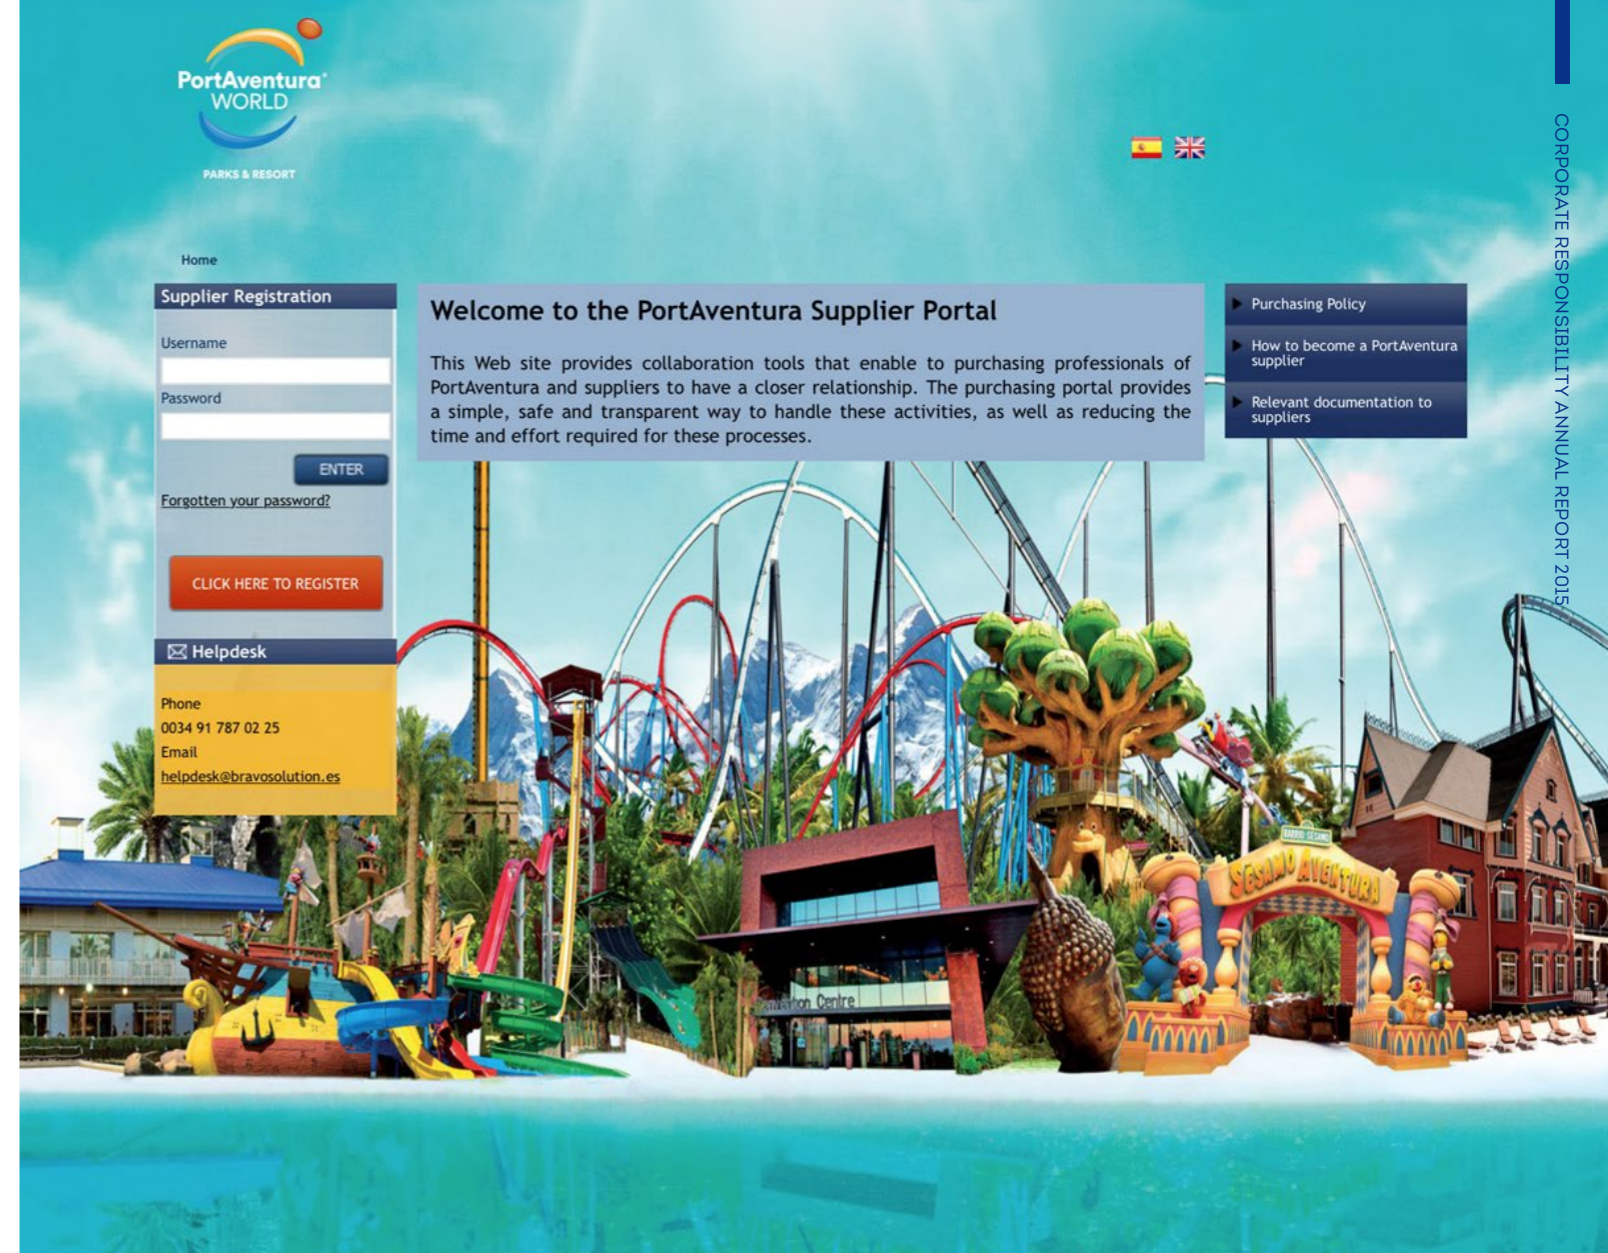 PortAventura
WORLD
PARKS & RESORT
Home
Supplier Registration
Username
Password
ENTER
Forgotten your password?
CLICK HERE TO REGISTER
Helpdesk
Phone
0034 91 787 02 25
Email
helpdesk@bravosolution.es
Welcome to the PortAventura Supplier Portal
This Web site provides collaboration tools that enable to purchasing professionals of
PortAventura and suppliers to have a closer relationship. The purchasing portal provides
a simple, safe and transparent way to handle these activities, as well as reducing the
time and effort required for these processes.
Purchasing Policy
How to become a PortAventura
supplier
Relevant documentation to
suppliers
CORPORATE RESPONSIBILITY ANNUAL REPORT 2015
BARRIO SÉSAMO
SÉSAMO AVENTURA
Centre